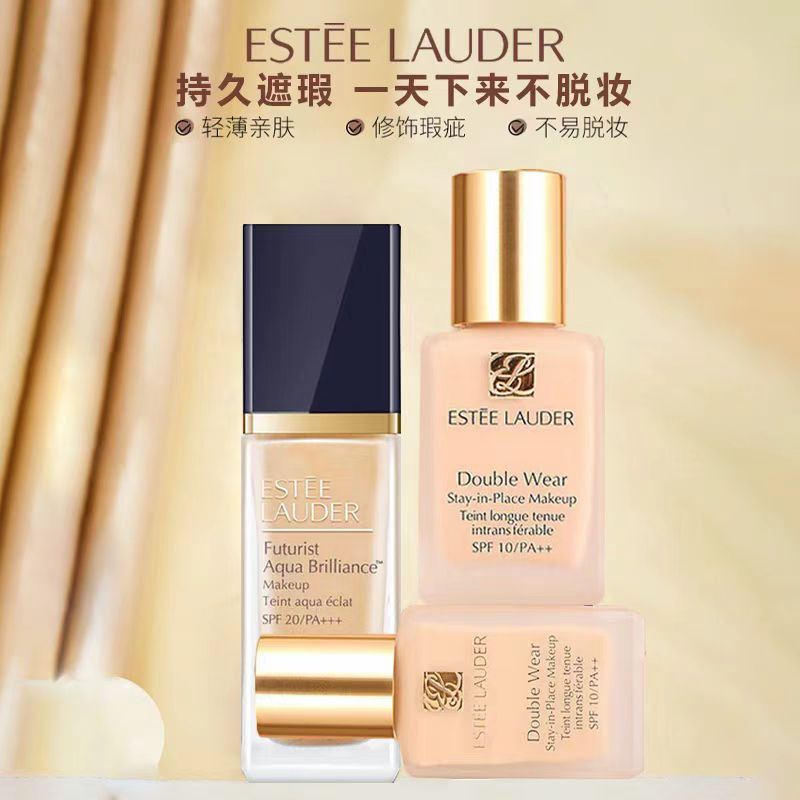 ESTĒE LAUDER
持久遮瑕 一天下来不脱妆
轻薄亲肤 修饰瑕疵 不易脱妆
ESTĒE
LAUDER
Futurist
Aqua Brilliance™
Makeup
Teint aqua éclat
SPF 20/PA+++
ESTĒE LAUDER
Double Wear
Stay-in-Place Makeup
Teint longue tenue
intransférable
SPF 10/PA++
ESTĒE LAUDER
Double Wear
Stay-in-Place Makeup
Teint longue tenue
intransférable
SPF 10/PA++